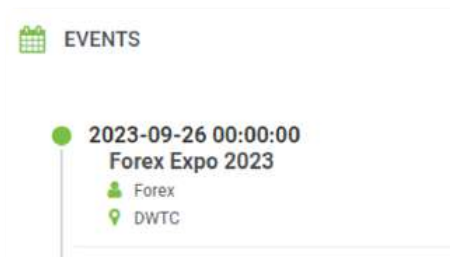 EVENTS
2023-09-26 00:00:00
Forex Expo 2023
Forex
DWTC